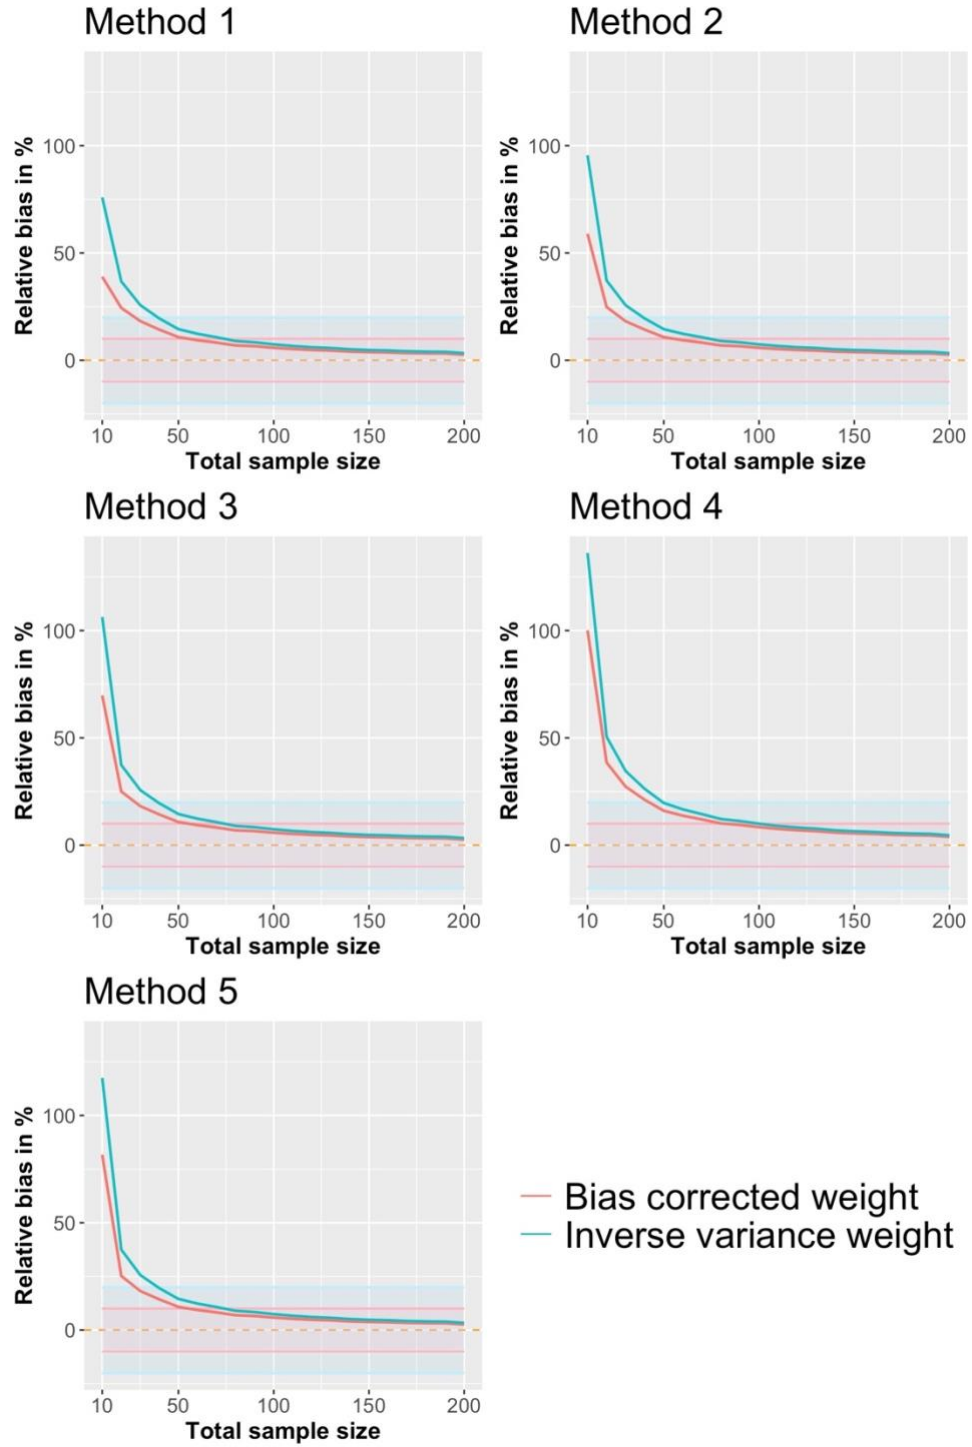 Method 1
Relative bias in %
100
50
0
10 50 100 150 200
Total sample size
Method 2
Relative bias in %
100
50
0
10 50 100 150 200
Total sample size
Method 3
Relative bias in %
100
50
0
10 50 100 150 200
Total sample size
Method 4
Relative bias in %
100
50
0
10 50 100 150 200
Total sample size
Method 5
Relative bias in %
100
50
0
10 50 100 150 200
Total sample size
Bias corrected weight
Inverse variance weight